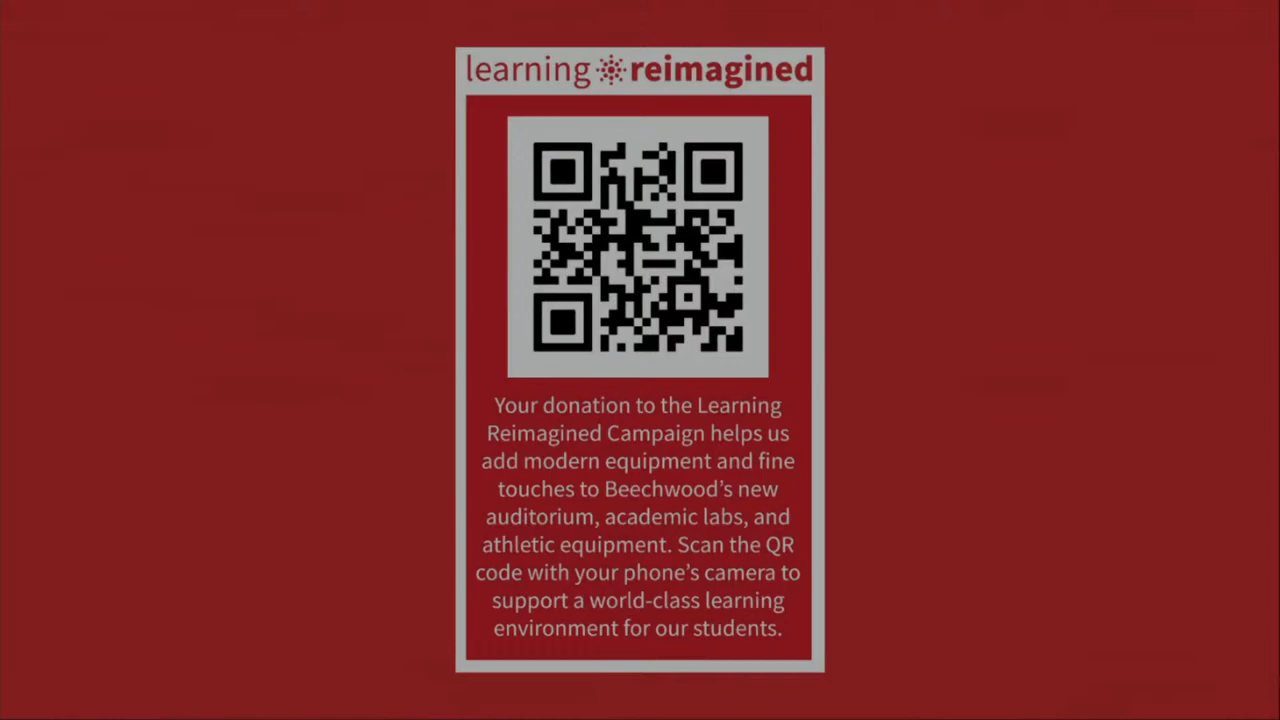 learning reimagined
Your donation to the Learning
Reimagined Campaign helps us
add modern equipment and fine
touches to Beechwood’s new
auditorium, academic labs, and
athletic equipment. Scan the QR
code with your phone’s camera to
support a world-class learning
environment for our students.